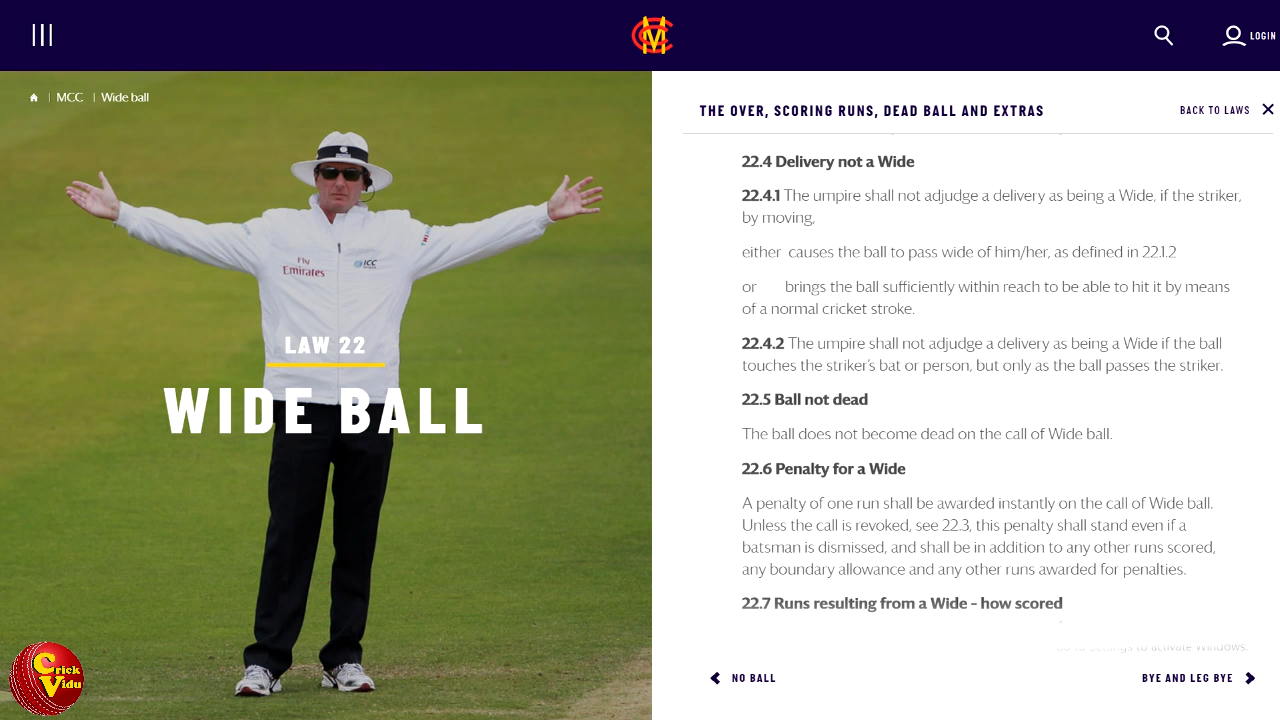 LOGIN
MCC
Wide ball
THE OVER, SCORING RUNS, DEAD BALL AND EXTRAS
BACK TO LAWS
Fly
Emirates
ICC
LAW 22
WIDE BALL
22.4 Delivery not a Wide
22.4.1 The umpire shall not adjudge a delivery as being a Wide, if the striker,
by moving,
either causes the ball to pass wide of him/her, as defined in 22.1.2
or brings the ball sufficiently within reach to be able to hit it by means
of a normal cricket stroke.
22.4.2 The umpire shall not adjudge a delivery as being a Wide if the ball
touches the striker's bat or person, but only as the ball passes the striker.
22.5 Ball not dead
The ball does not become dead on the call of Wide ball.
22.6 Penalty for a Wide
A penalty of one run shall be awarded instantly on the call of Wide ball.
Unless the call is revoked, see 22.3, this penalty shall stand even if a
batsman is dismissed, and shall be in addition to any other runs scored,
any boundary allowance and any other runs awarded for penalties.
22.7 Runs resulting from a Wide - how scored
Go to Settings to activate Windows.
NO BALL
BYE AND LEG BYE
Crick
Vidu